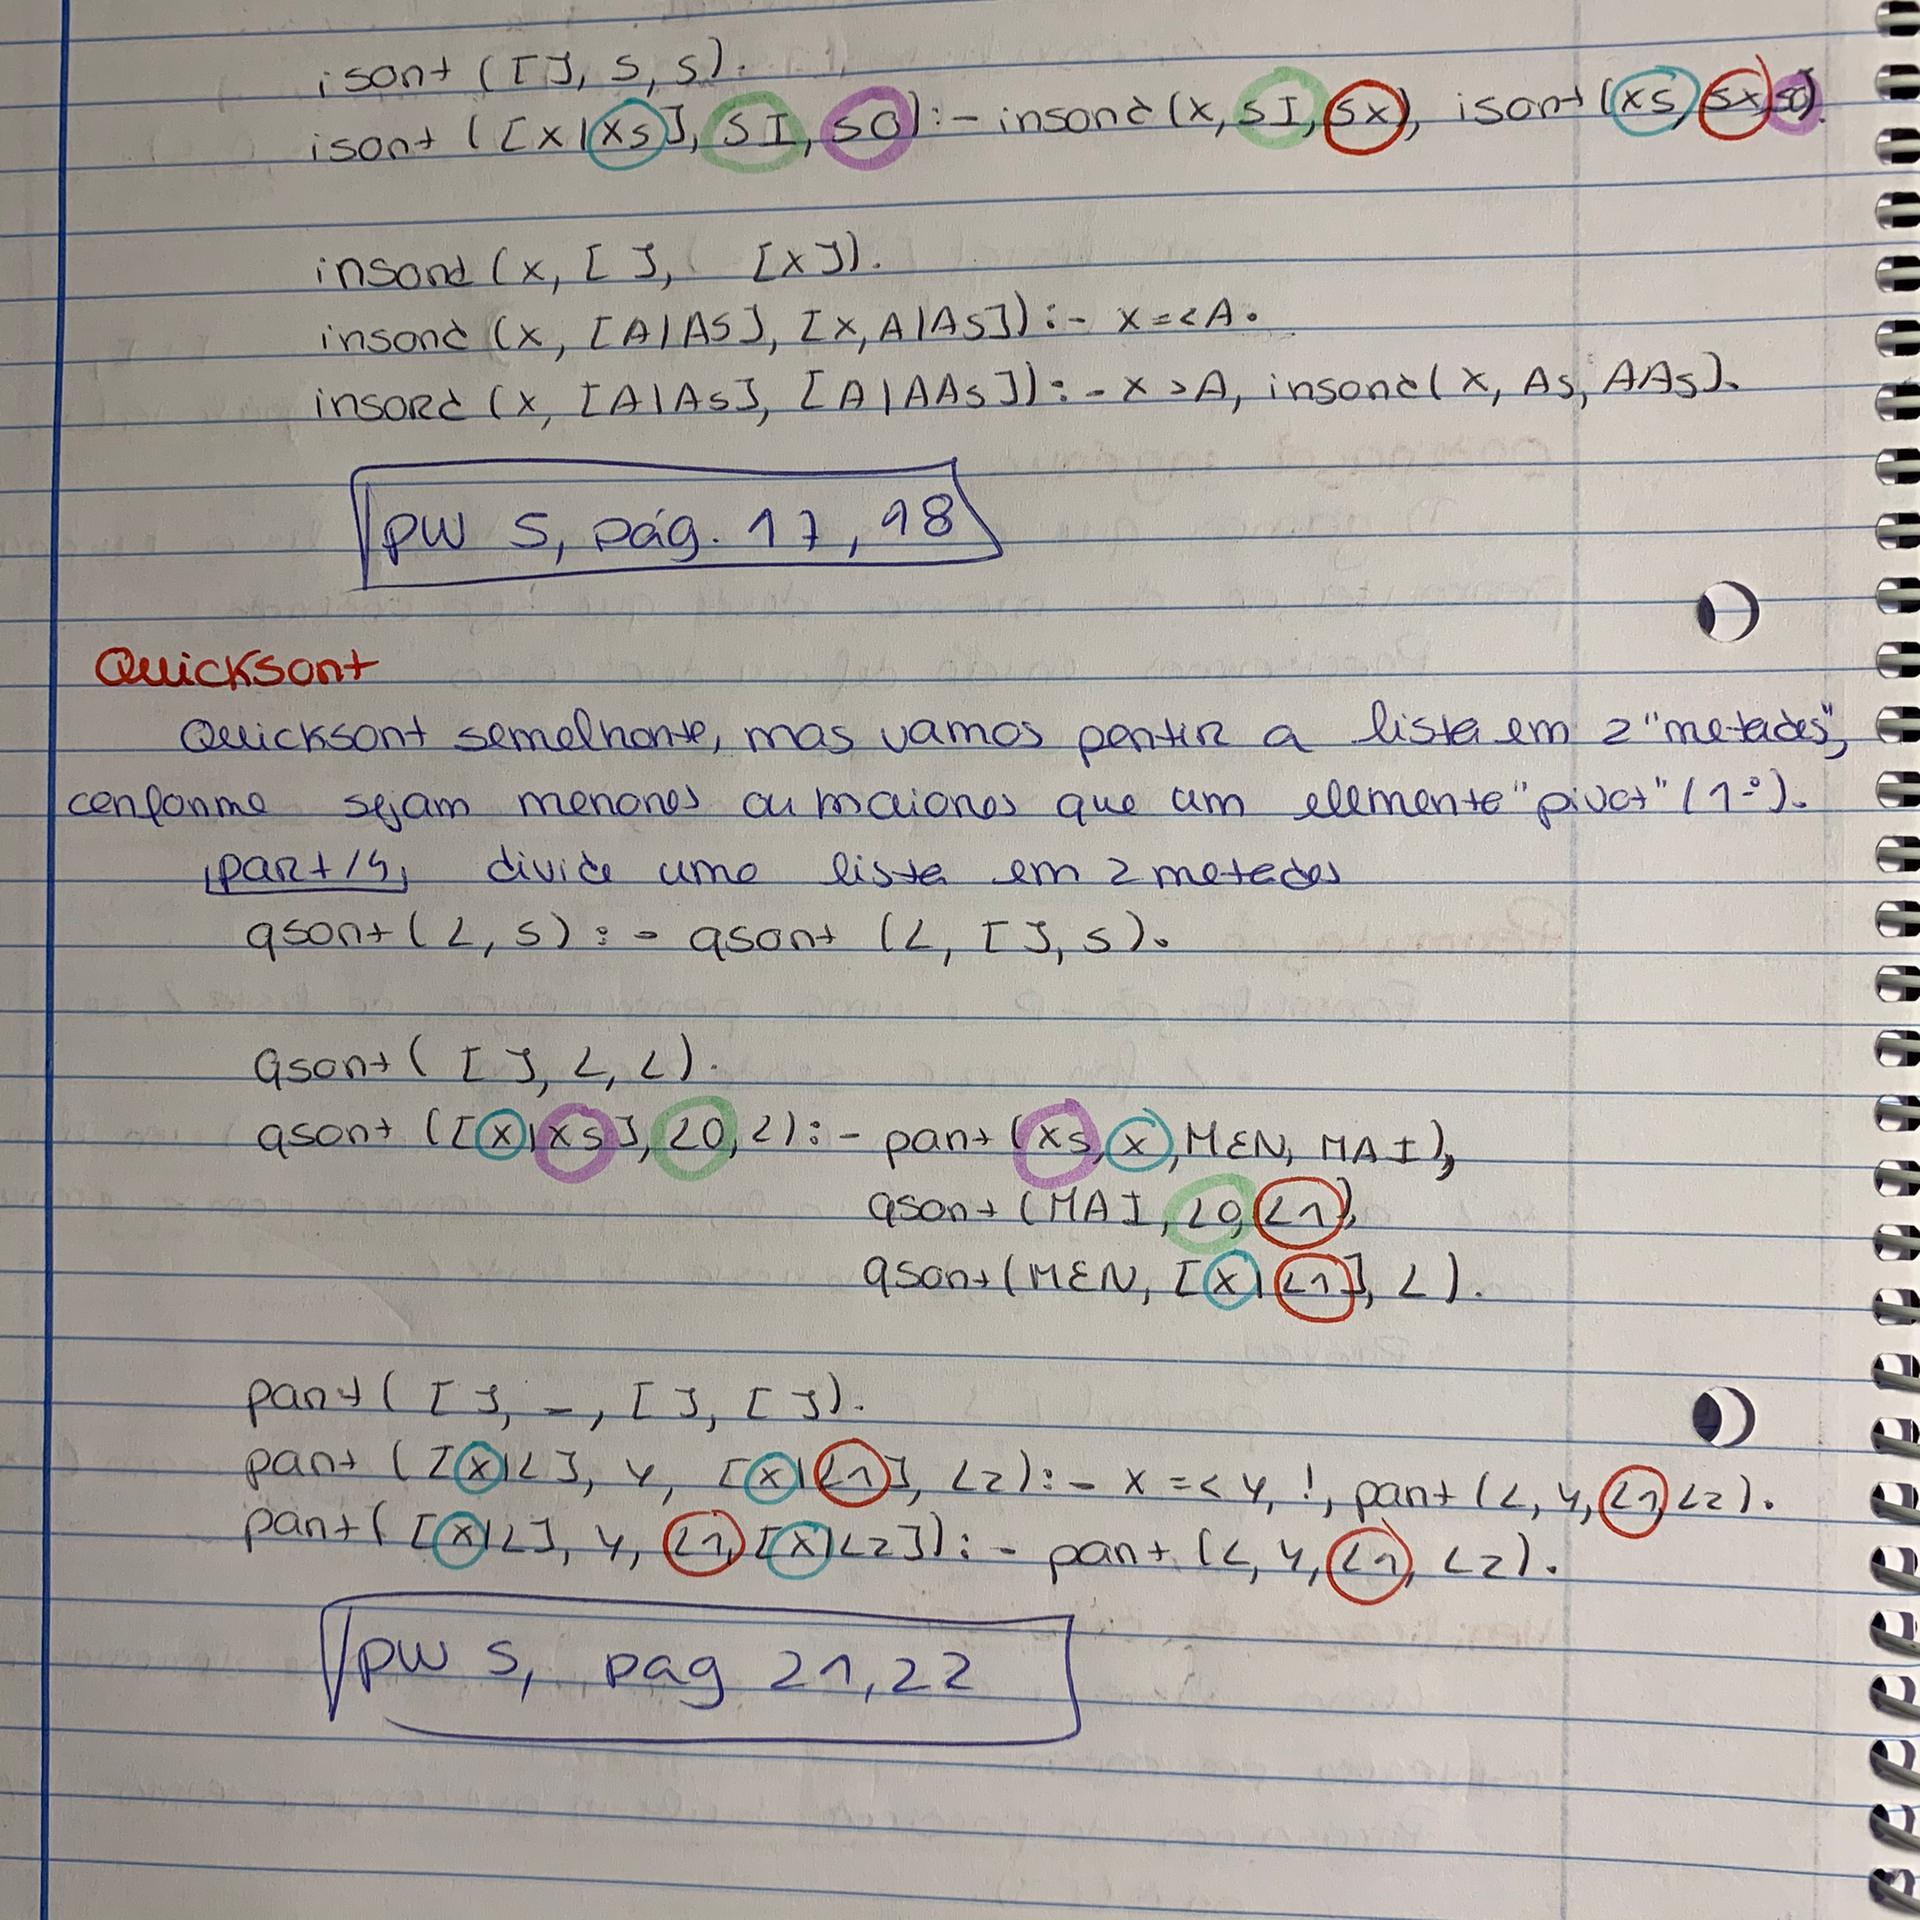 isort ([], S, S).
isort ([X|XS], SI, SO):- insord(X, SI, SX), isort(XS, SX, SO).
insord (X, [ ], [X]).
insord (X, [A|AS], [X,A|AS]):- X=<A.
insord (X, [A|AS], [A|AAS]):- X>A, insord(X, AS, AAS).
PW 5, pág. 17, 18
Quicksort
Quicksort semelhante, mas vamos partir a lista em 2 "metades",
conforme sejam menores ou maiores que um elemento "pivot" (1º).
part/4, divide uma lista em 2 metades
qsort(L, S):- qsort (L, [ ], S).
qsort( [ ], L, L).
qsort ([X|XS], L0, L):- part (XS, X, MEN, MAI),
qsort (MAI, L0, L1),
qsort(MEN, [X|L1], L).
part( [ ], _, [ ], [ ]).
part ([X|L], Y, [X|L1], L2):- X=<Y, !, part (L, Y, L1, L2).
part( [X|L], Y, L1, [X|L2]):- part (L, Y, L1, L2).
PW 5, pag 21,22